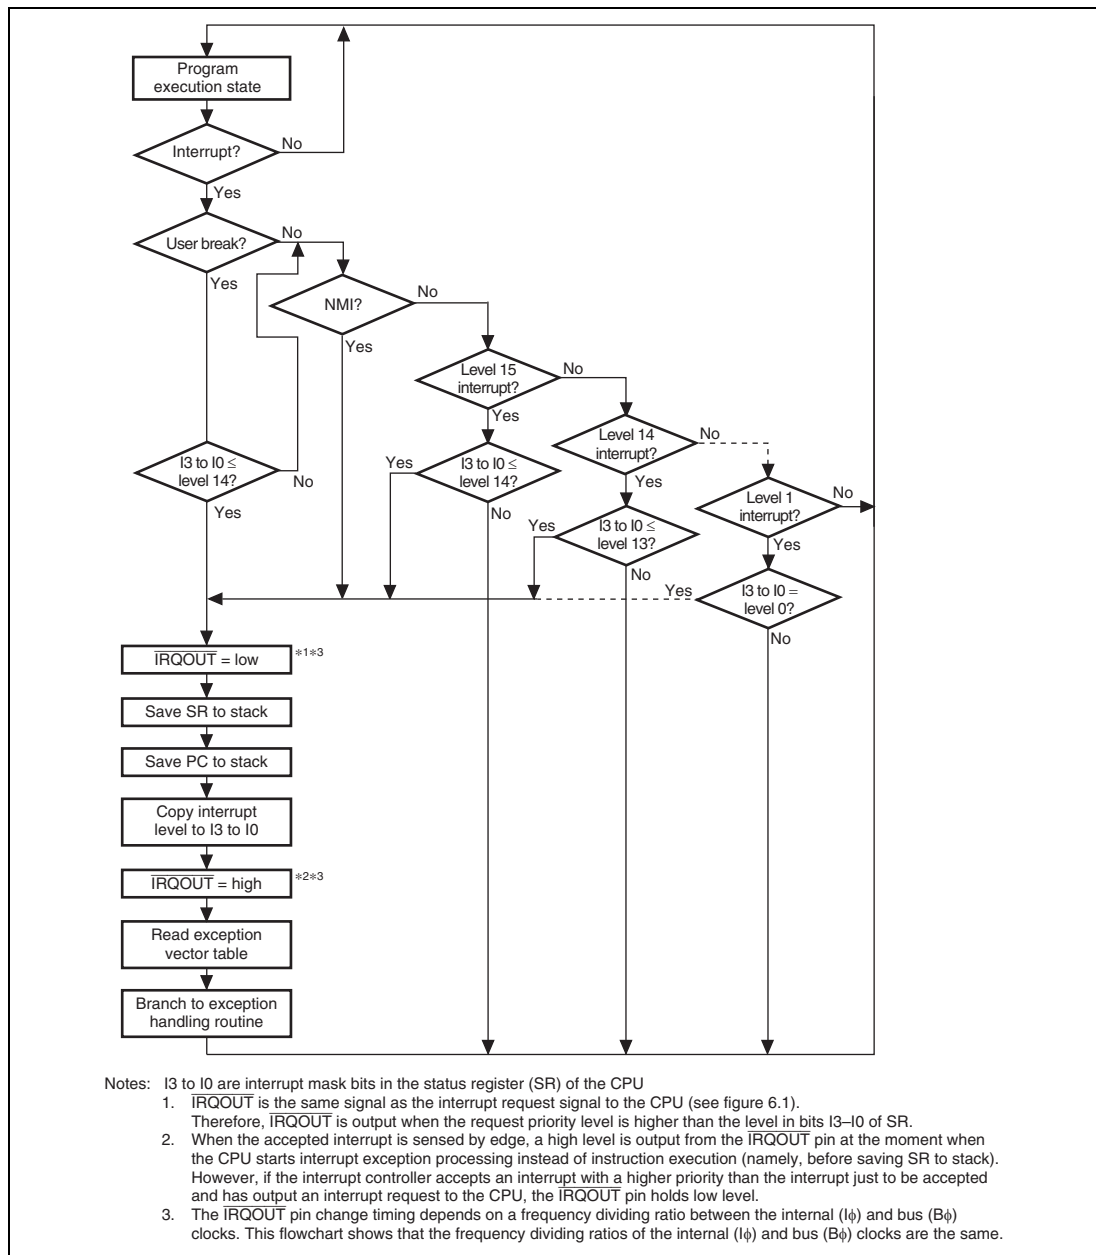 Program
execution state
Interrupt?
No
Yes
User break?
No
Yes
NMI?
No
Yes
Level 15
interrupt?
No
Yes
Level 14
interrupt?
No
Yes
I3 to I0 ≤
level 14?
No
Yes
Yes
I3 to I0 ≤
level 14?
No
Level 1
interrupt?
No
Yes
Yes
I3 to I0 ≤
level 13?
No
Yes
I3 to I0 =
level 0?
No
IRQOUT = low *1*3
Save SR to stack
Save PC to stack
Copy interrupt
level to I3 to I0
IRQOUT = high *2*3
Read exception
vector table
Branch to exception
handling routine
Notes: I3 to I0 are interrupt mask bits in the status register (SR) of the CPU
1. IRQOUT is the same signal as the interrupt request signal to the CPU (see figure 6.1).
Therefore, IRQOUT is output when the request priority level is higher than the level in bits I3–I0 of SR.
2. When the accepted interrupt is sensed by edge, a high level is output from the IRQOUT pin at the moment when
the CPU starts interrupt exception processing instead of instruction execution (namely, before saving SR to stack).
However, if the interrupt controller accepts an interrupt with a higher priority than the interrupt just to be accepted
and has output an interrupt request to the CPU, the IRQOUT pin holds low level.
3. The IRQOUT pin change timing depends on a frequency dividing ratio between the internal (Iϕ) and bus (Bϕ)
clocks. This flowchart shows that the frequency dividing ratios of the internal (Iϕ) and bus (Bϕ) clocks are the same.